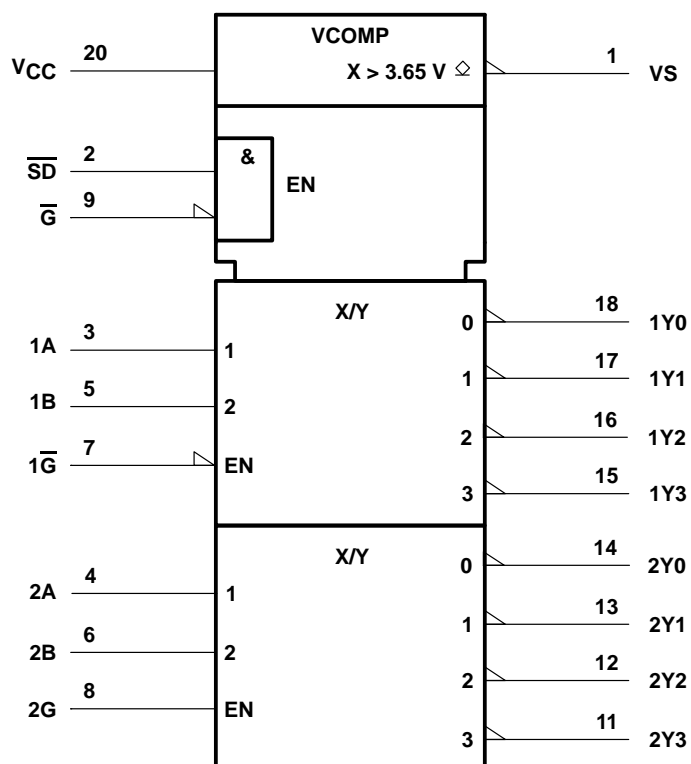 VCOMP
X > 3.65 V
VCC 20
1 VS
&
EN
SD 2
G 9
X/Y
0 18 1Y0
1A 3 1
1 17 1Y1
1B 5 2
2 16 1Y2
1G 7 EN
3 15 1Y3
X/Y
0 14 2Y0
2A 4 1
1 13 2Y1
2B 6 2
2 12 2Y2
2G 8 EN
3 11 2Y3